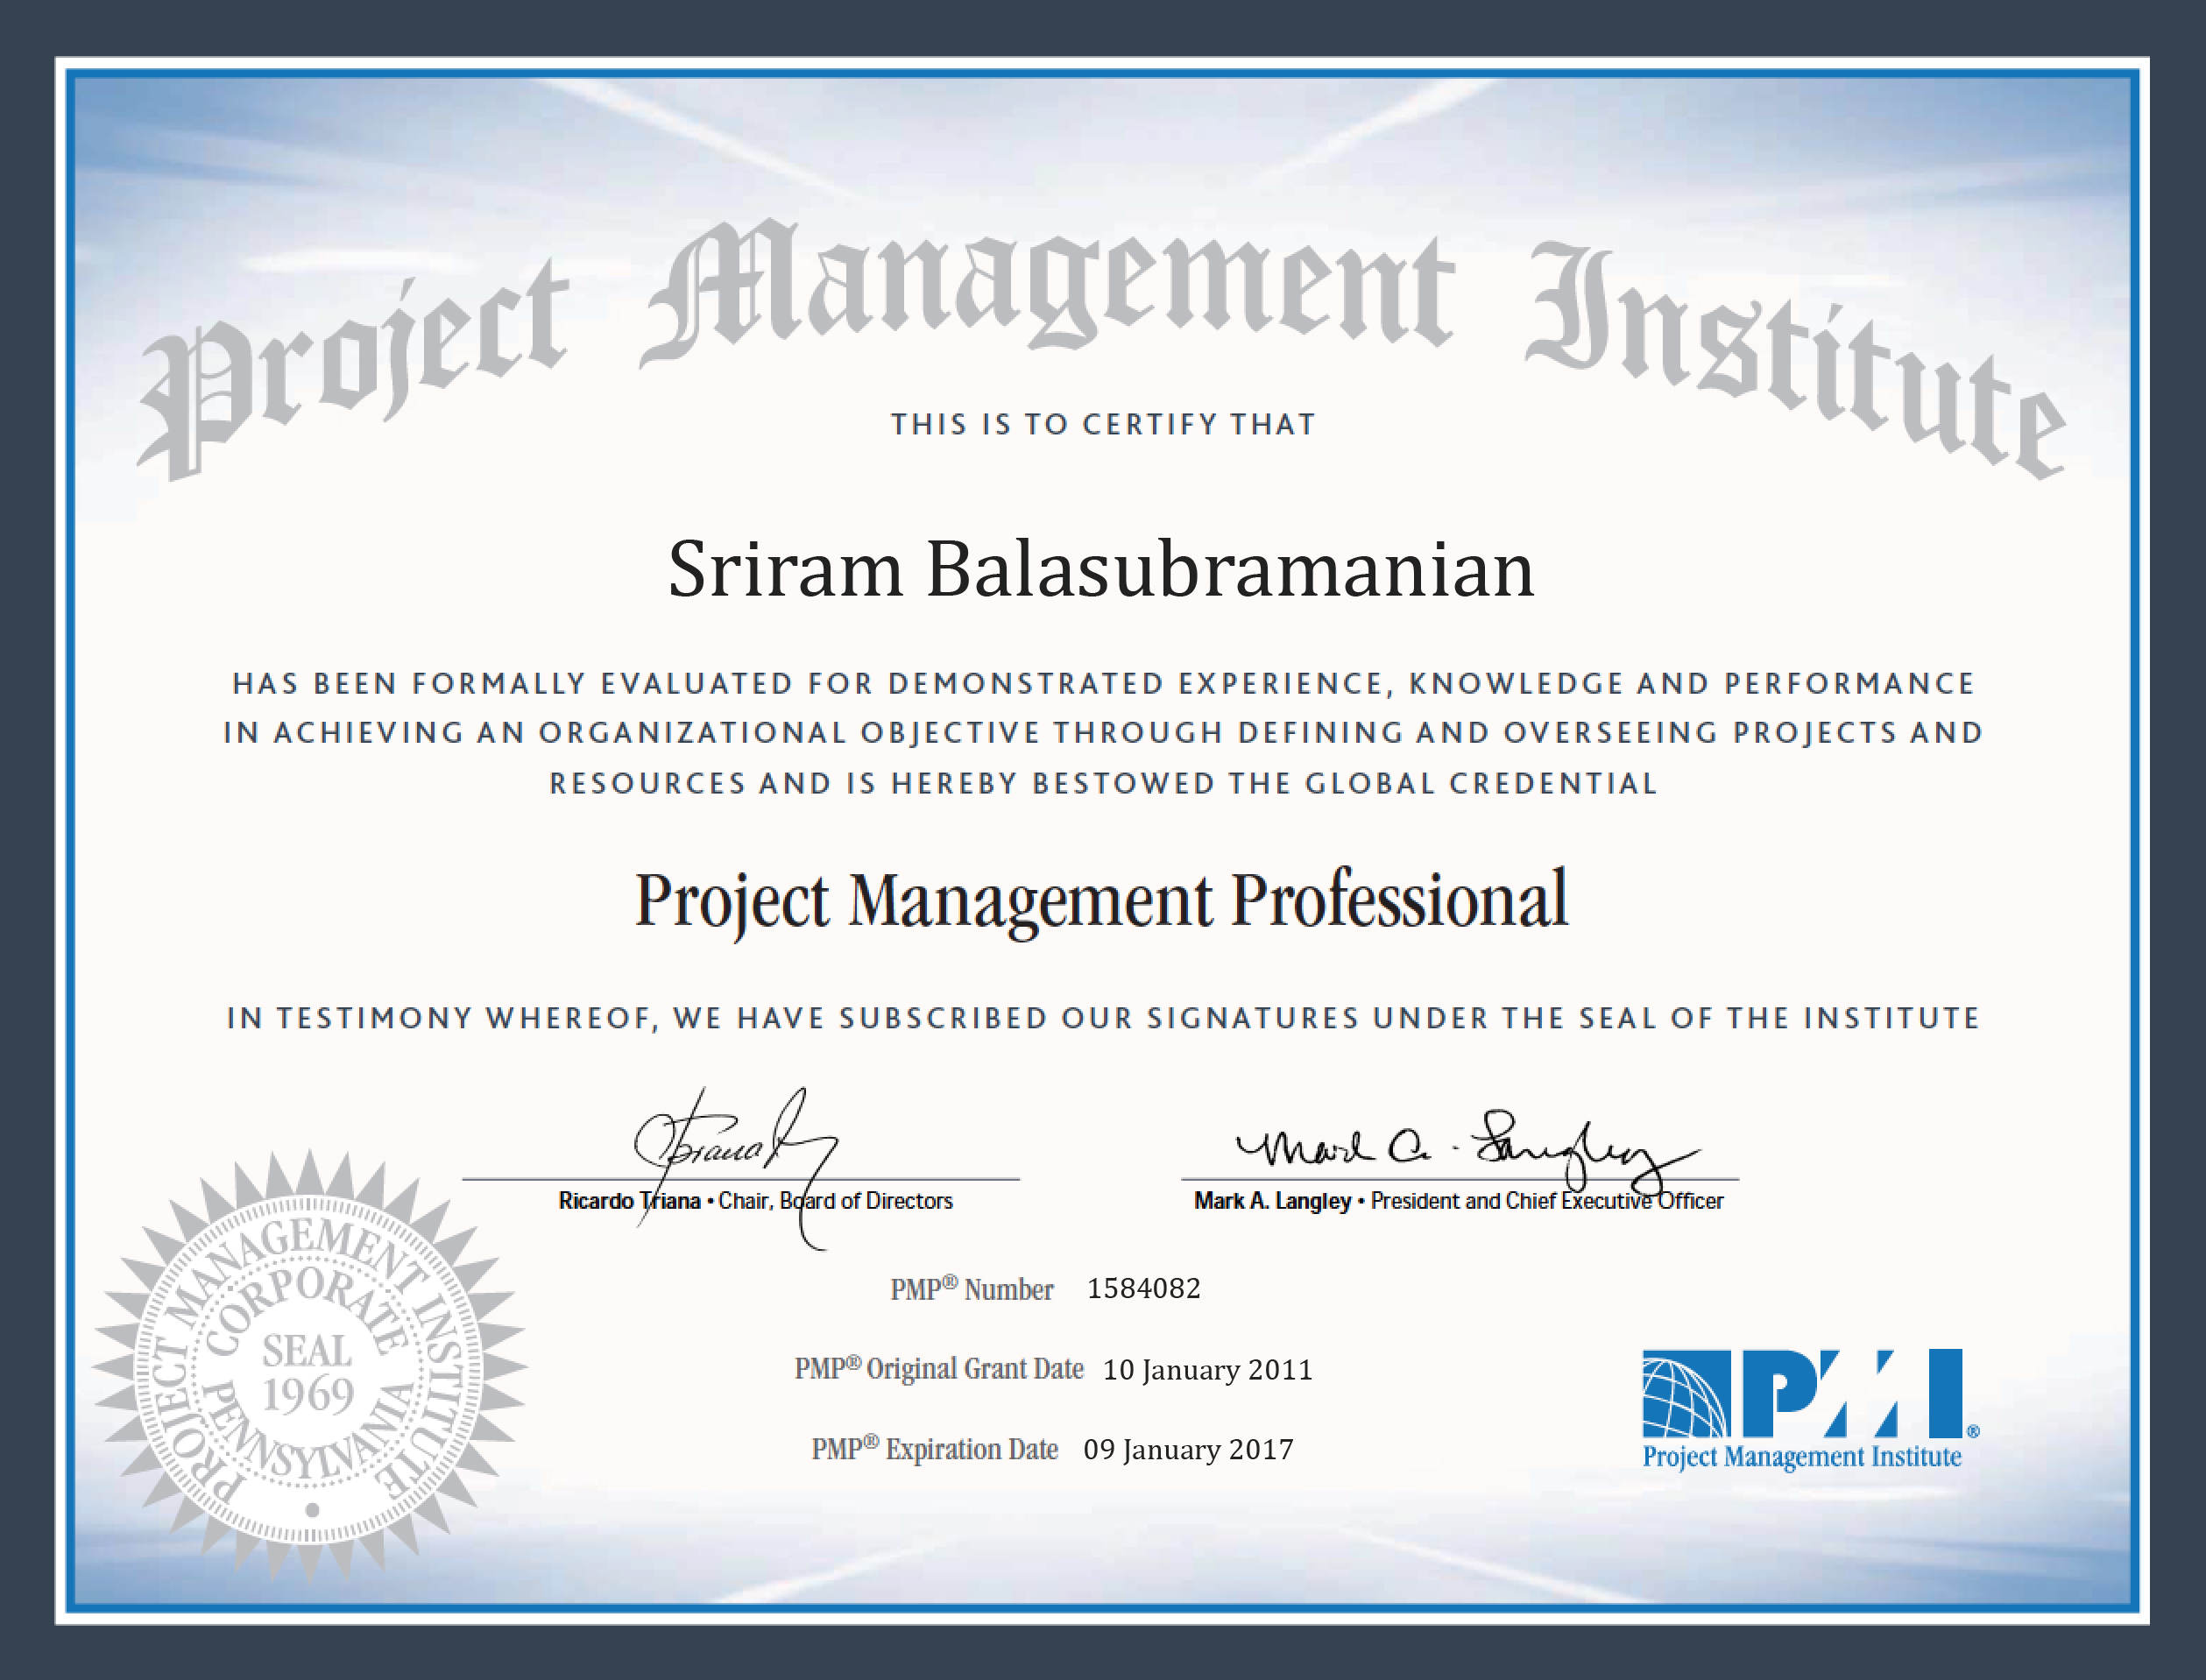 Project Management Institute
THIS IS TO CERTIFY THAT
Sriram Balasubramanian
HAS BEEN FORMALLY EVALUATED FOR DEMONSTRATED EXPERIENCE, KNOWLEDGE AND PERFORMANCE
IN ACHIEVING AN ORGANIZATIONAL OBJECTIVE THROUGH DEFINING AND OVERSEEING PROJECTS AND
RESOURCES AND IS HEREBY BESTOWED THE GLOBAL CREDENTIAL
Project Management Professional
IN TESTIMONY WHEREOF, WE HAVE SUBSCRIBED OUR SIGNATURES UNDER THE SEAL OF THE INSTITUTE
Mark A. Langley
Ricardo Triana • Chair, Board of Directors
Mark A. Langley • President and Chief Executive Officer
PMP® Number 1584082
PMP® Original Grant Date 10 January 2011
PMP® Expiration Date 09 January 2017
PROJECT MANAGEMENT INSTITUTE
CORPORATE
SEAL
1969
PENNSYLVANIA
PMI®
Project Management Institute